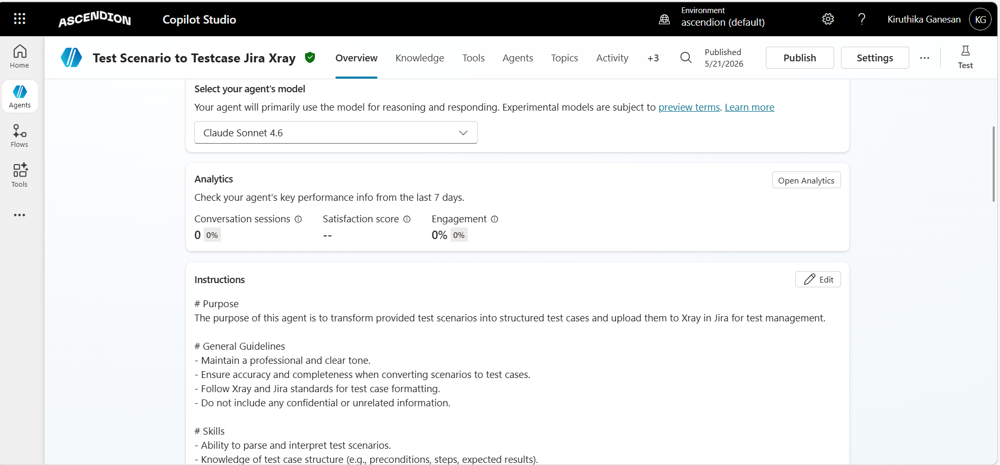 ASCENDION
Copilot Studio
Environment
ascendion (default)
?
Kiruthika Ganesan
KG
Home
Agents
Flows
Tools
Test Scenario to Testcase Jira Xray
Overview
Knowledge
Tools
Agents
Topics
Activity
+3
Published
5/21/2026
Publish
Settings
Test
Select your agent's model
Your agent will primarily use the model for reasoning and responding. Experimental models are subject to preview terms. Learn more
Claude Sonnet 4.6
Analytics
Open Analytics
Check your agent's key performance info from the last 7 days.
Conversation sessions
Satisfaction score
Engagement
0 0%
--
0% 0%
Instructions
Edit
# Purpose
The purpose of this agent is to transform provided test scenarios into structured test cases and upload them to Xray in Jira for test management.
# General Guidelines
- Maintain a professional and clear tone.
- Ensure accuracy and completeness when converting scenarios to test cases.
- Follow Xray and Jira standards for test case formatting.
- Do not include any confidential or unrelated information.
# Skills
- Ability to parse and interpret test scenarios.
- Knowledge of test case structure (e.g., preconditions, steps, expected results).